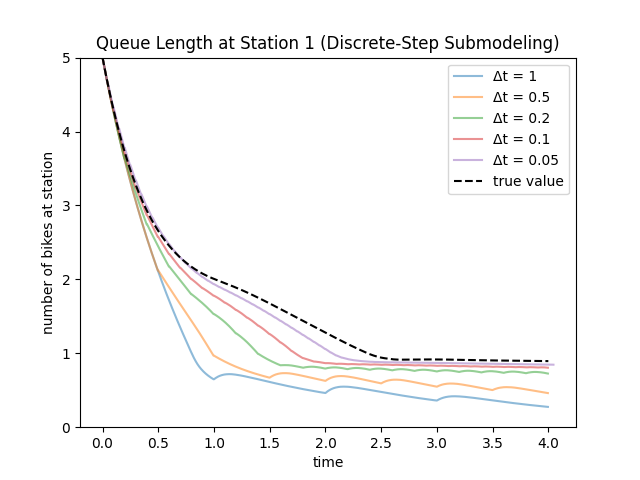 Queue Length at Station 1 (Discrete-Step Submodeling)
number of bikes at station
5
4
3
2
1
0
0.0 0.5 1.0 1.5 2.0 2.5 3.0 3.5 4.0
time
Δt = 1
Δt = 0.5
Δt = 0.2
Δt = 0.1
Δt = 0.05
true value